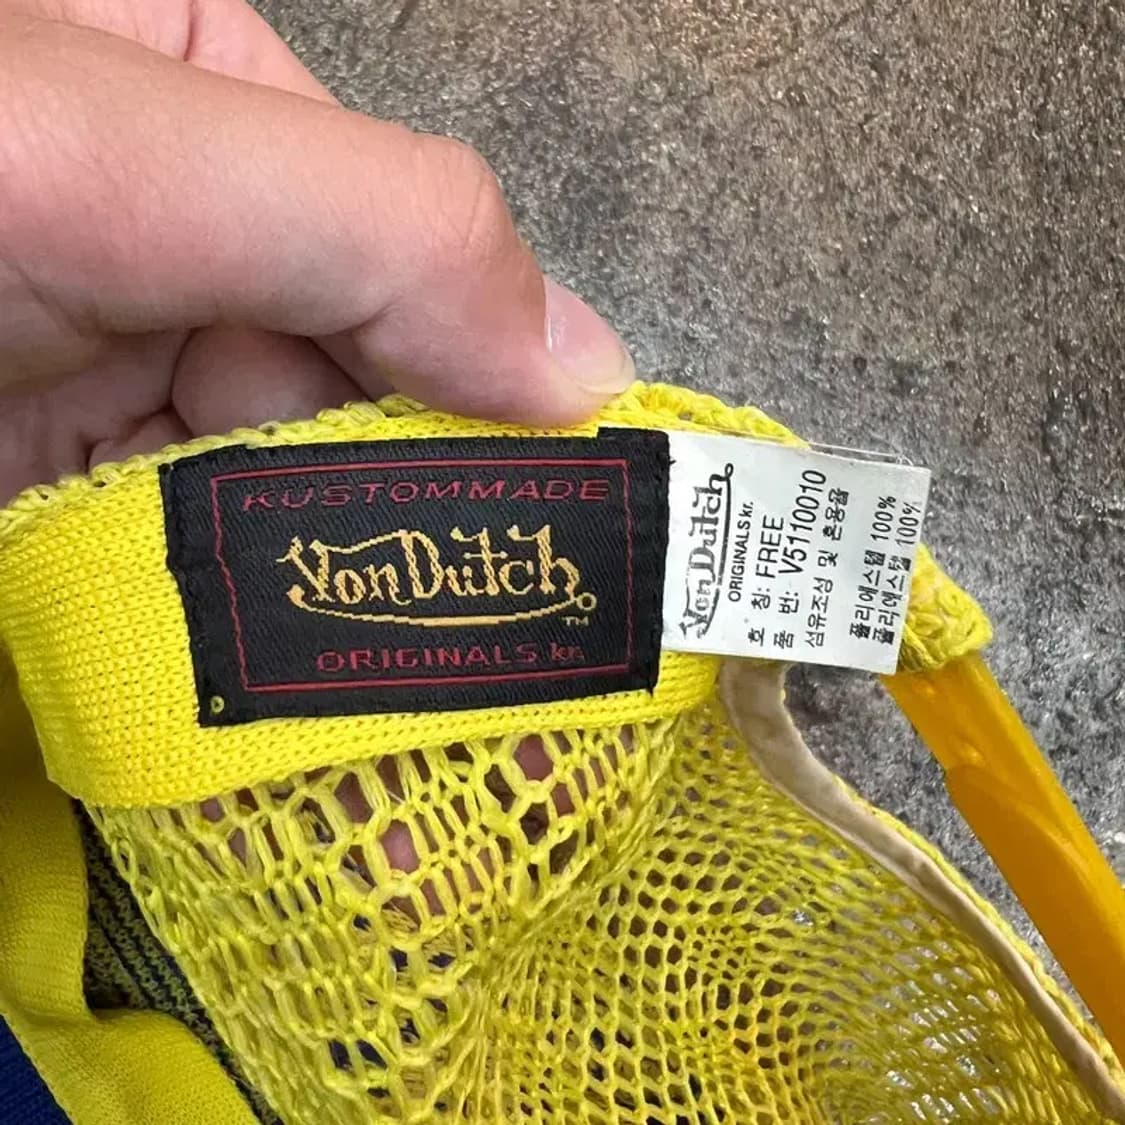 KUSTOMMADE
Von Dutch
TM
ORIGINALS kr.
Von Dutch
ORIGINALS kr.
호 칭: FREE
품 번: V5110010
섬유조성 및 혼용율
폴리에스텔 100%
폴리에스텔 100%